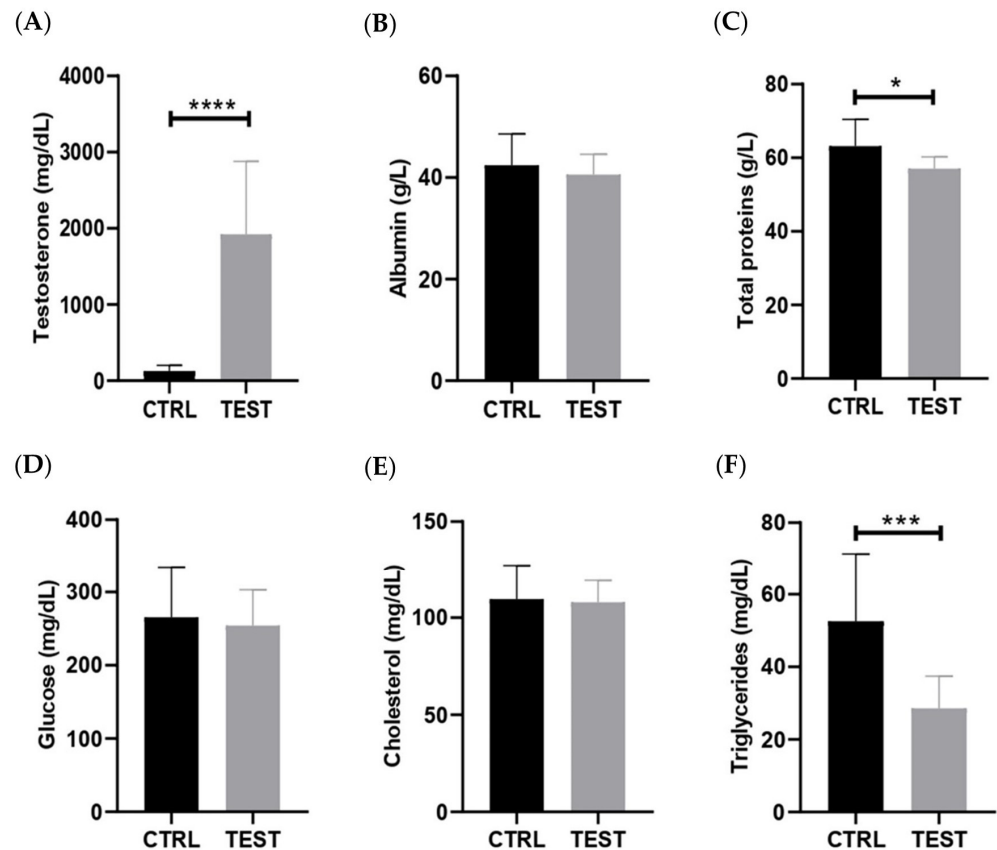 (A)
Testosterone (mg/dL)
4000
3000
2000
1000
0
****
CTRL
TEST
(B)
Albumin (g/L)
60
40
20
0
CTRL
TEST
(C)
Total proteins (g/L)
80
60
40
20
0
*
CTRL
TEST
(D)
Glucose (mg/dL)
400
300
200
100
0
CTRL
TEST
(E)
Cholesterol (mg/dL)
150
100
50
0
CTRL
TEST
(F)
Triglycerides (mg/dL)
80
60
40
20
0
***
CTRL
TEST